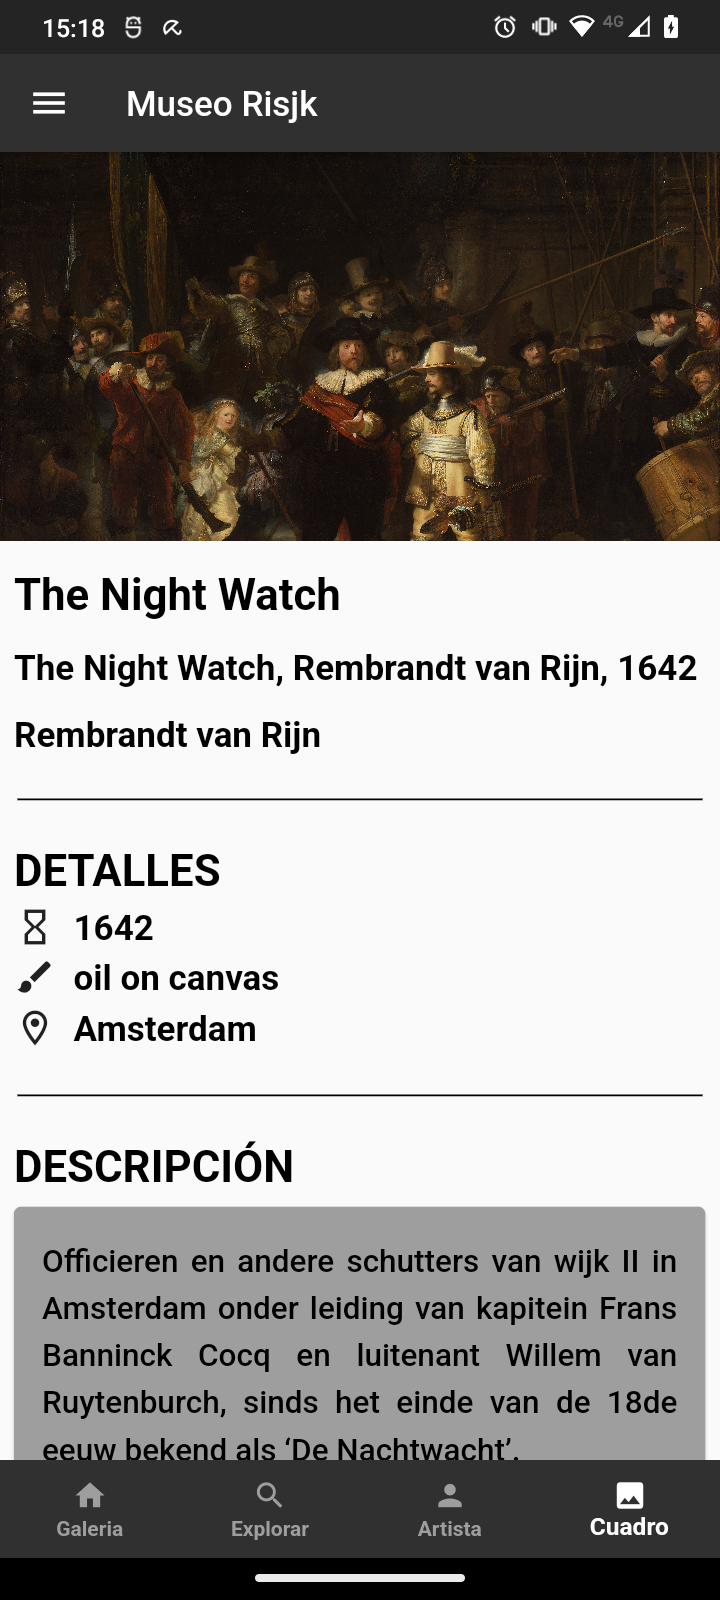 15:18
4G
Museo Risjk
The Night Watch
The Night Watch, Rembrandt van Rijn, 1642
Rembrandt van Rijn
DETALLES
1642
oil on canvas
Amsterdam
DESCRIPCIÓN
Officieren en andere schutters van wijk II in
Amsterdam onder leiding van kapitein Frans
Banninck Cocq en luitenant Willem van
Ruytenburch, sinds het einde van de 18de
eeuw bekend als ‘De Nachtwacht’.
Galeria
Explorar
Artista
Cuadro